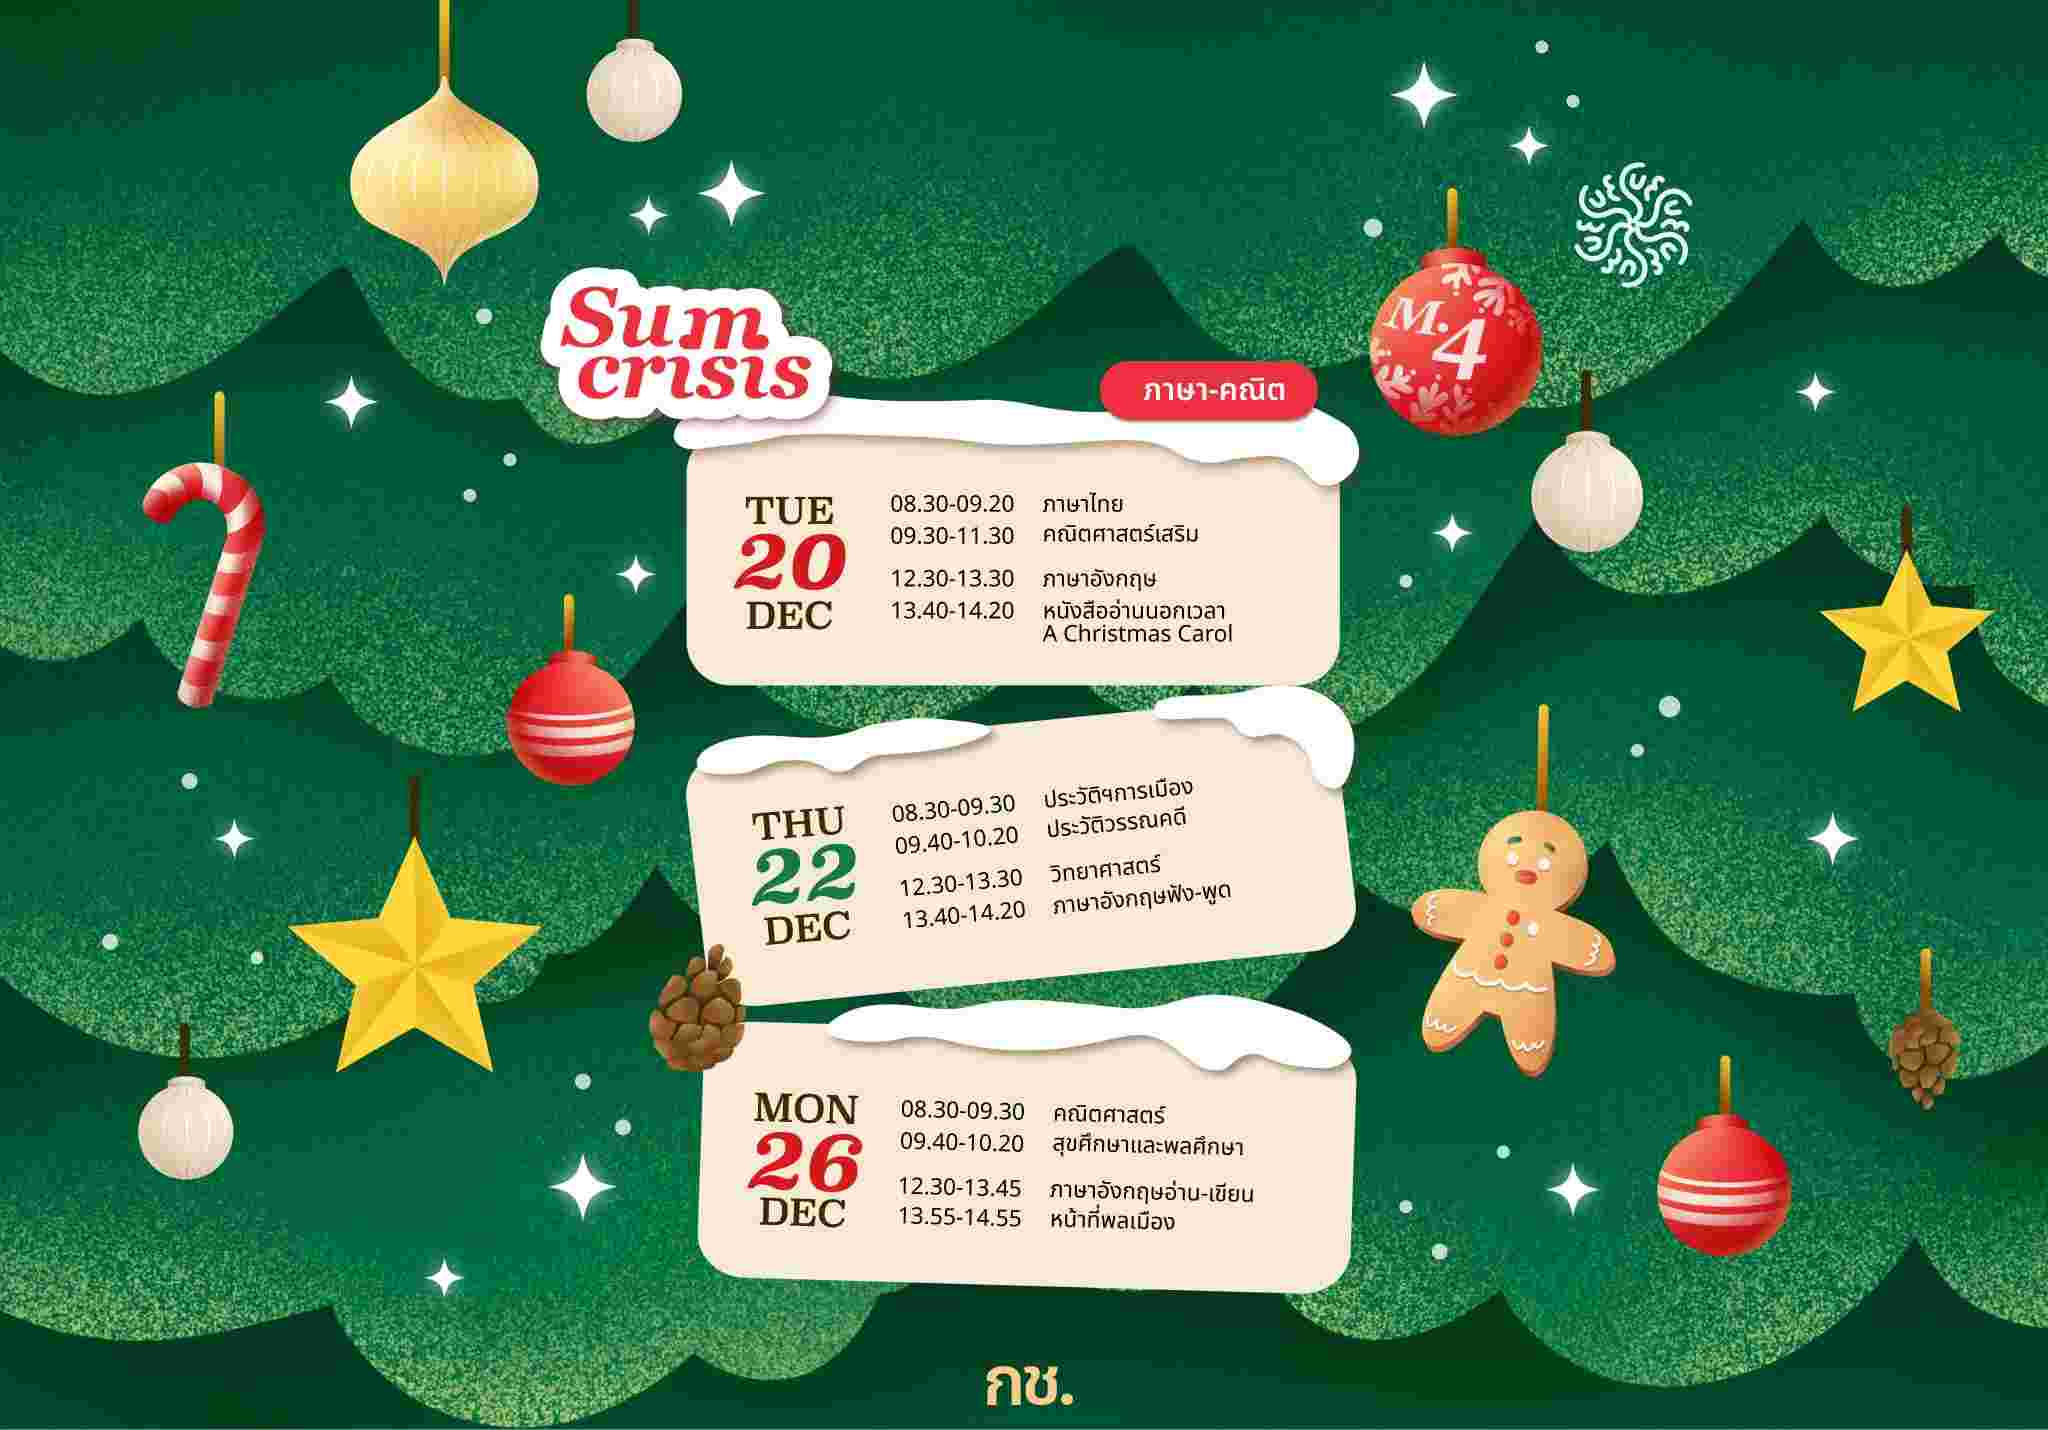 Sum
crisis
M.4
ภาษา-คณิต
TUE
20
DEC
08.30-09.20 ภาษาไทย
09.30-11.30 คณิตศาสตร์เสริม
12.30-13.30 ภาษาอังกฤษ
13.40-14.20 หนังสืออ่านนอกเวลา
A Christmas Carol
THU
22
DEC
08.30-09.30 ประวัติฯการเมือง
09.40-10.20 ประวัติวรรณคดี
12.30-13.30 วิทยาศาสตร์
13.40-14.20 ภาษาอังกฤษฟัง-พูด
MON
26
DEC
08.30-09.30 คณิตศาสตร์
09.40-10.20 สุขศึกษาและพลศึกษา
12.30-13.45 ภาษาอังกฤษอ่าน-เขียน
13.55-14.55 หน้าที่พลเมือง
กช.